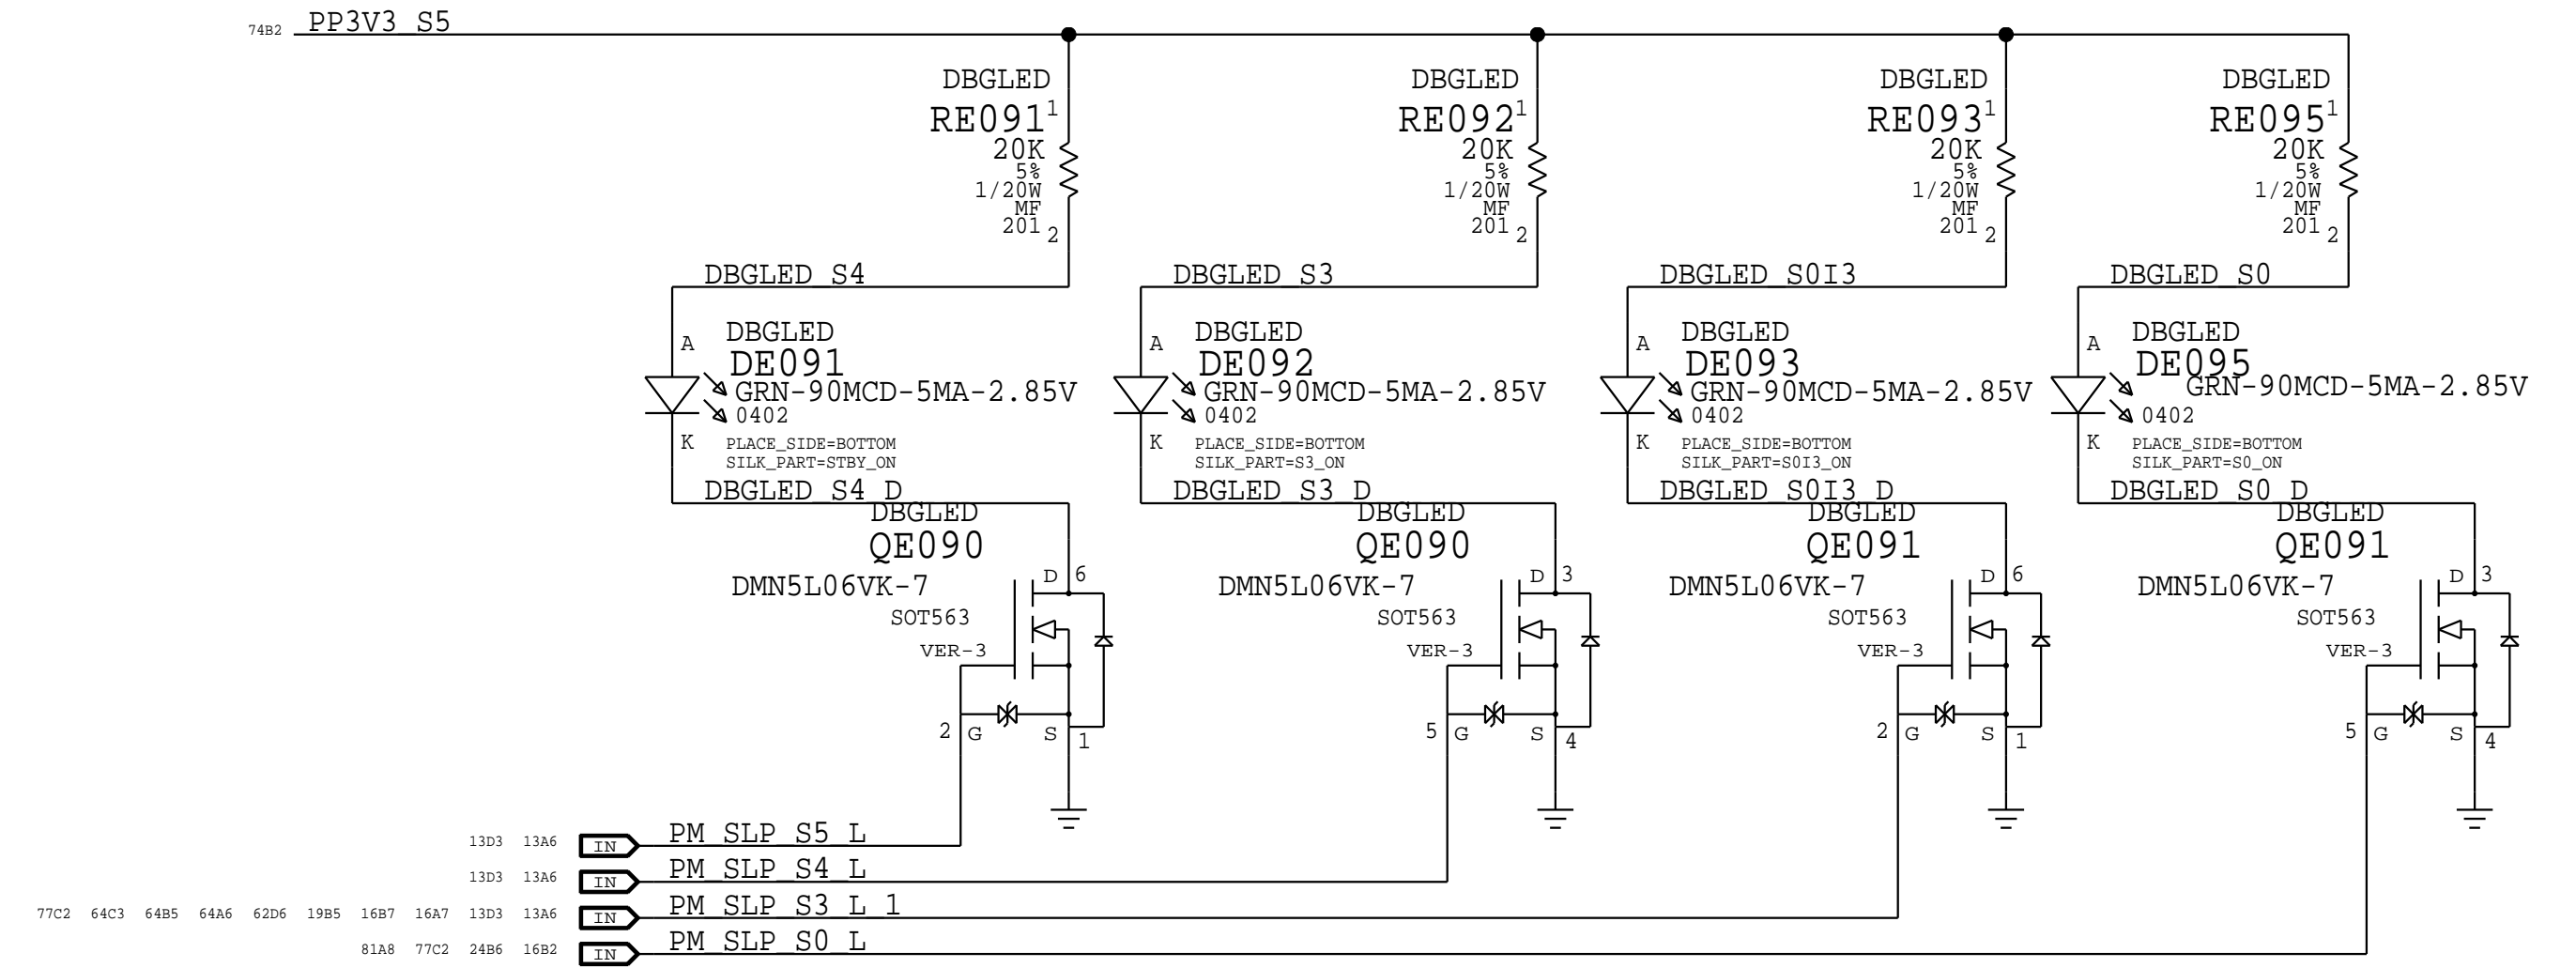 74B2 PP3V3_S5
DBGLED DBGLED DBGLED DBGLED
RE091 1 RE092 1 RE093 1 RE095 1
20K 20K 20K 20K
5% 5% 5% 5%
1/20W 1/20W 1/20W 1/20W
MF MF MF MF
201 2 201 2 201 2 201 2
DBGLED_S4 DBGLED_S3 DBGLED_S0I3 DBGLED_S0
DBGLED DBGLED DBGLED DBGLED
A DE091 A DE092 A DE093 A DE095
GRN-90MCD-5MA-2.85V GRN-90MCD-5MA-2.85V GRN-90MCD-5MA-2.85V GRN-90MCD-5MA-2.85V
0402 0402 0402 0402
K PLACE_SIDE=BOTTOM K PLACE_SIDE=BOTTOM K PLACE_SIDE=BOTTOM K PLACE_SIDE=BOTTOM
SILK_PART=STBY_ON SILK_PART=S3_ON SILK_PART=S0I3_ON SILK_PART=S0_ON
DBGLED_S4_D DBGLED_S3_D DBGLED_S0I3_D DBGLED_S0_D
DBGLED DBGLED DBGLED DBGLED
QE090 QE090 QE091 QE091
DMN5L06VK-7 D 6 DMN5L06VK-7 D 3 DMN5L06VK-7 D 6 DMN5L06VK-7 D 3
SOT563 SOT563 SOT563 SOT563
VER-3 VER-3 VER-3 VER-3
2 G S 1 5 G S 4 2 G S 1 5 G S 4
13D3 13A6 IN PM_SLP_S5_L
13D3 13A6 IN PM_SLP_S4_L
77C2 64C3 64B5 64A6 62D6 19B5 16B7 16A7 13D3 13A6 IN PM_SLP_S3_L_1
81A8 77C2 24B6 16B2 IN PM_SLP_S0_L